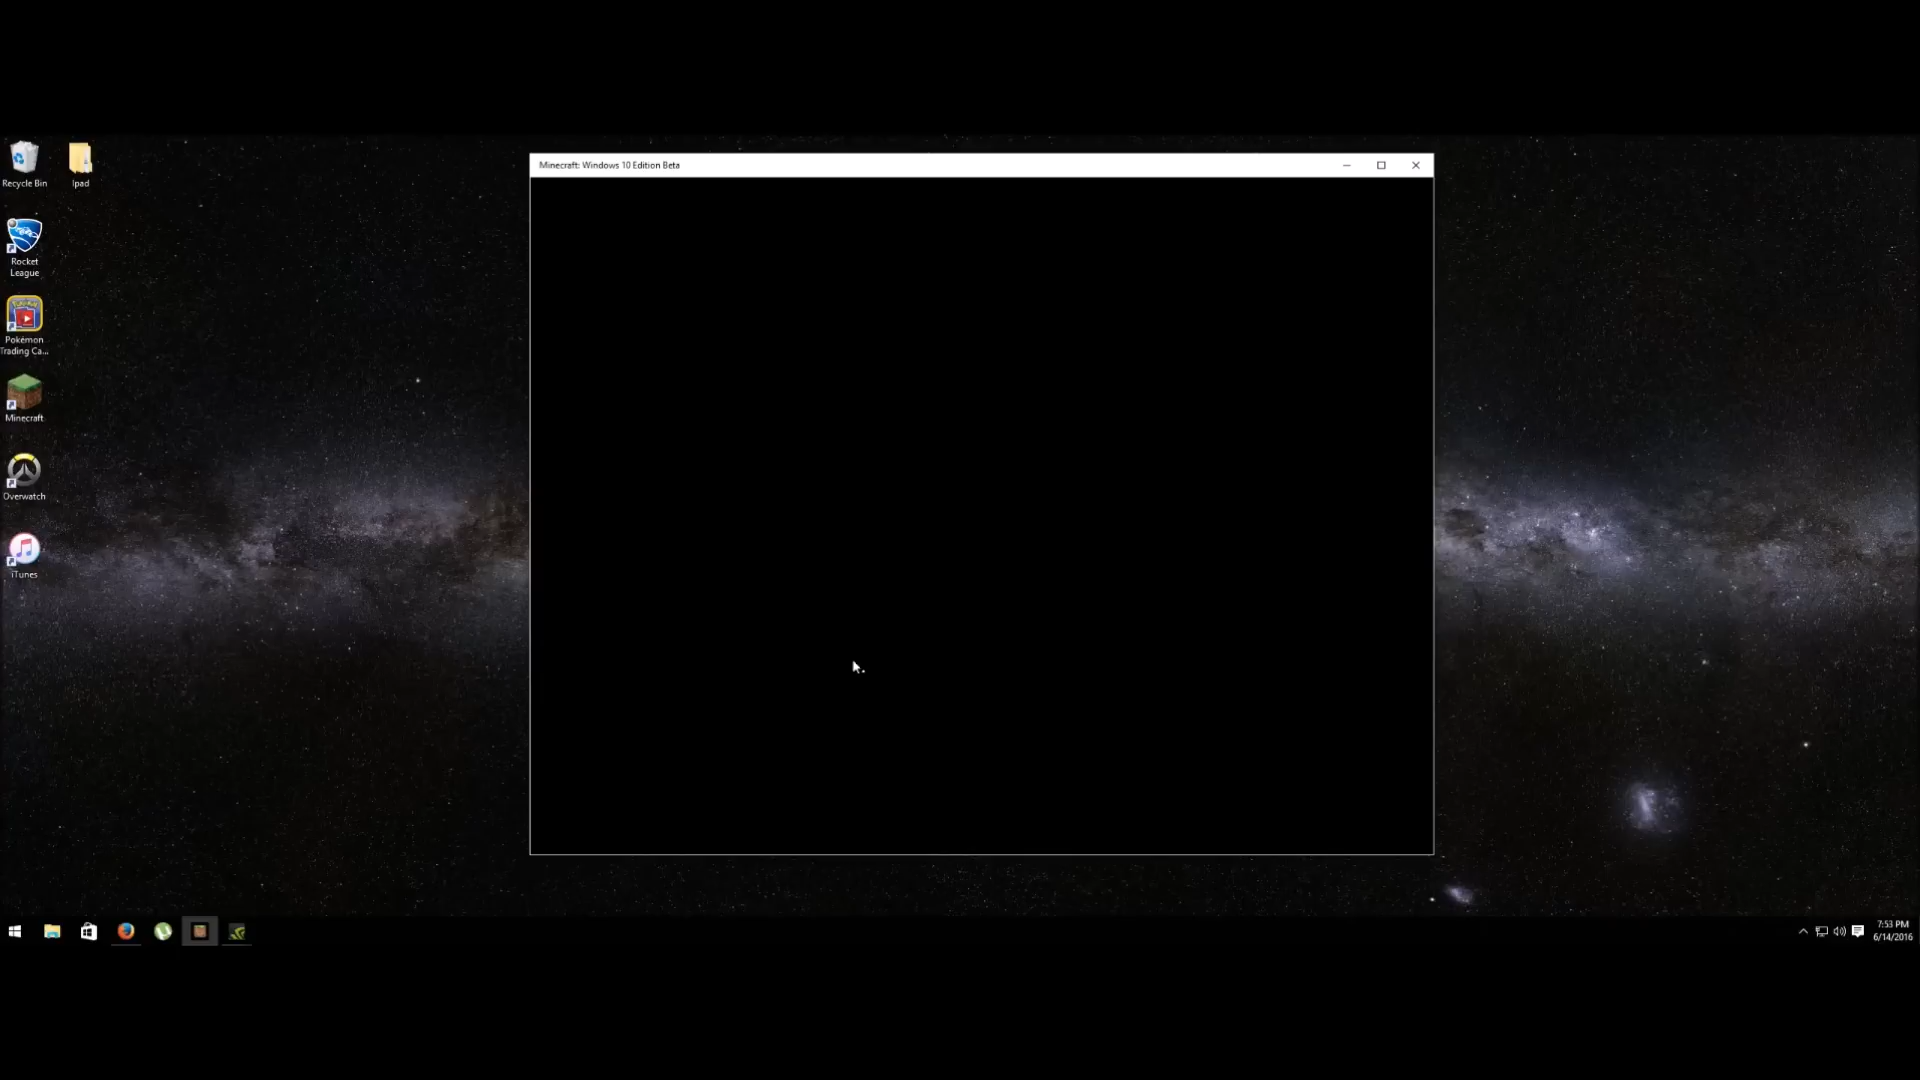 Recycle Bin
Ipad
Rocket
League
Pokémon
Trading Ca...
Minecraft
Overwatch
iTunes
Minecraft: Windows 10 Edition Beta
7:53 PM
6/14/2016